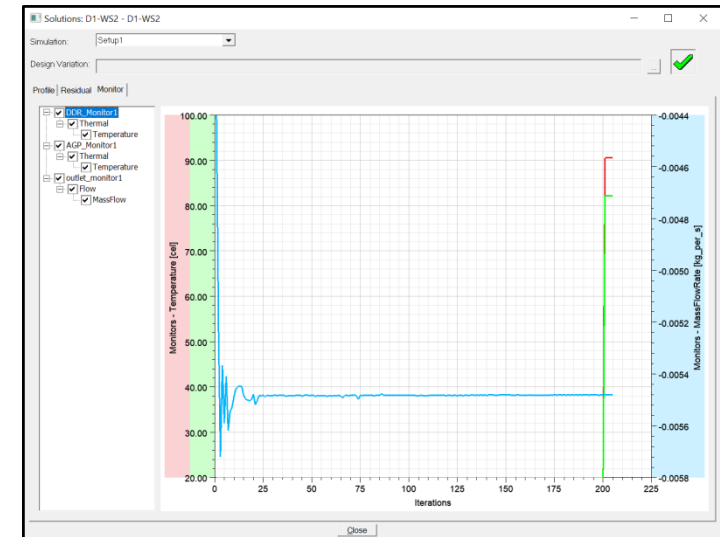 Solutions: D1-WS2 - D1-WS2
Simulation: Setup1
Design Variation: ...
Profile Residual Monitor
DDR_Monitor1
Thermal
Temperature
AGP_Monitor1
Thermal
Temperature
outlet_monitor1
Flow
MassFlow
Monitors - Temperature [cel]
100.00
90.00
80.00
70.00
60.00
50.00
40.00
30.00
20.00
0 25 50 75 100 125 150 175 200 225
Iterations
-0.0044
-0.0046
-0.0048
-0.0050
-0.0052
-0.0054
-0.0056
-0.0058
Monitors - MassFlowRate [kg_per_s]
Close